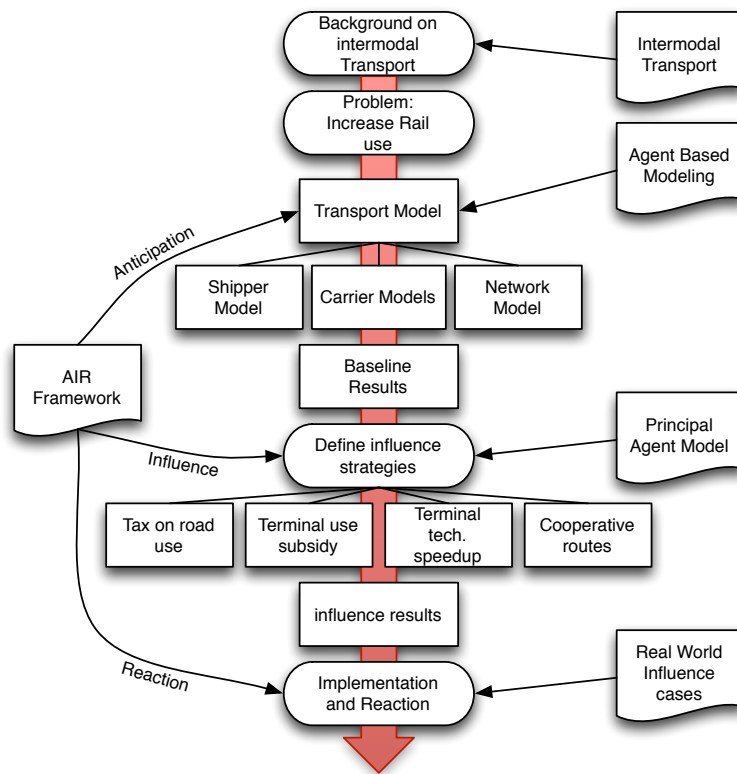 Background on
intermodal
Transport
Intermodal
Transport
Problem:
Increase Rail
use
Agent Based
Modeling
Transport Model
Anticipation
Shipper
Model
Carrier Models
Network
Model
AIR
Framework
Baseline
Results
Influence
Define influence
strategies
Principal
Agent Model
Tax on road
use
Terminal use
subsidy
Terminal
tech.
speedup
Cooperative
routes
influence results
Reaction
Implementation
and Reaction
Real World
Influence
cases